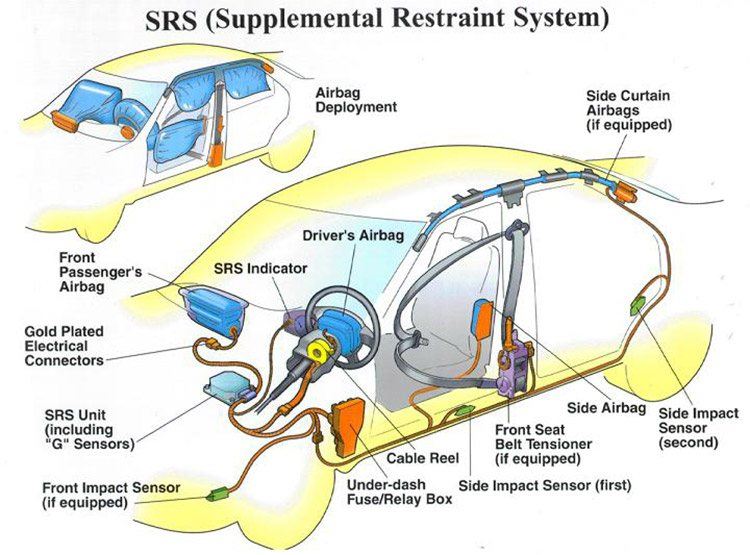 SRS (Supplemental Restraint System)
Airbag
Deployment
Side Curtain
Airbags
(if equipped)
Driver's Airbag
Front
Passenger's
Airbag
SRS Indicator
Gold Plated
Electrical
Connectors
SRS Unit
(including
"G" Sensors)
Side Airbag
Side Impact
Sensor
(second)
Front Seat
Belt Tensioner
(if equipped)
Cable Reel
Front Impact Sensor
(if equipped)
Under-dash
Fuse/Relay Box
Side Impact Sensor (first)